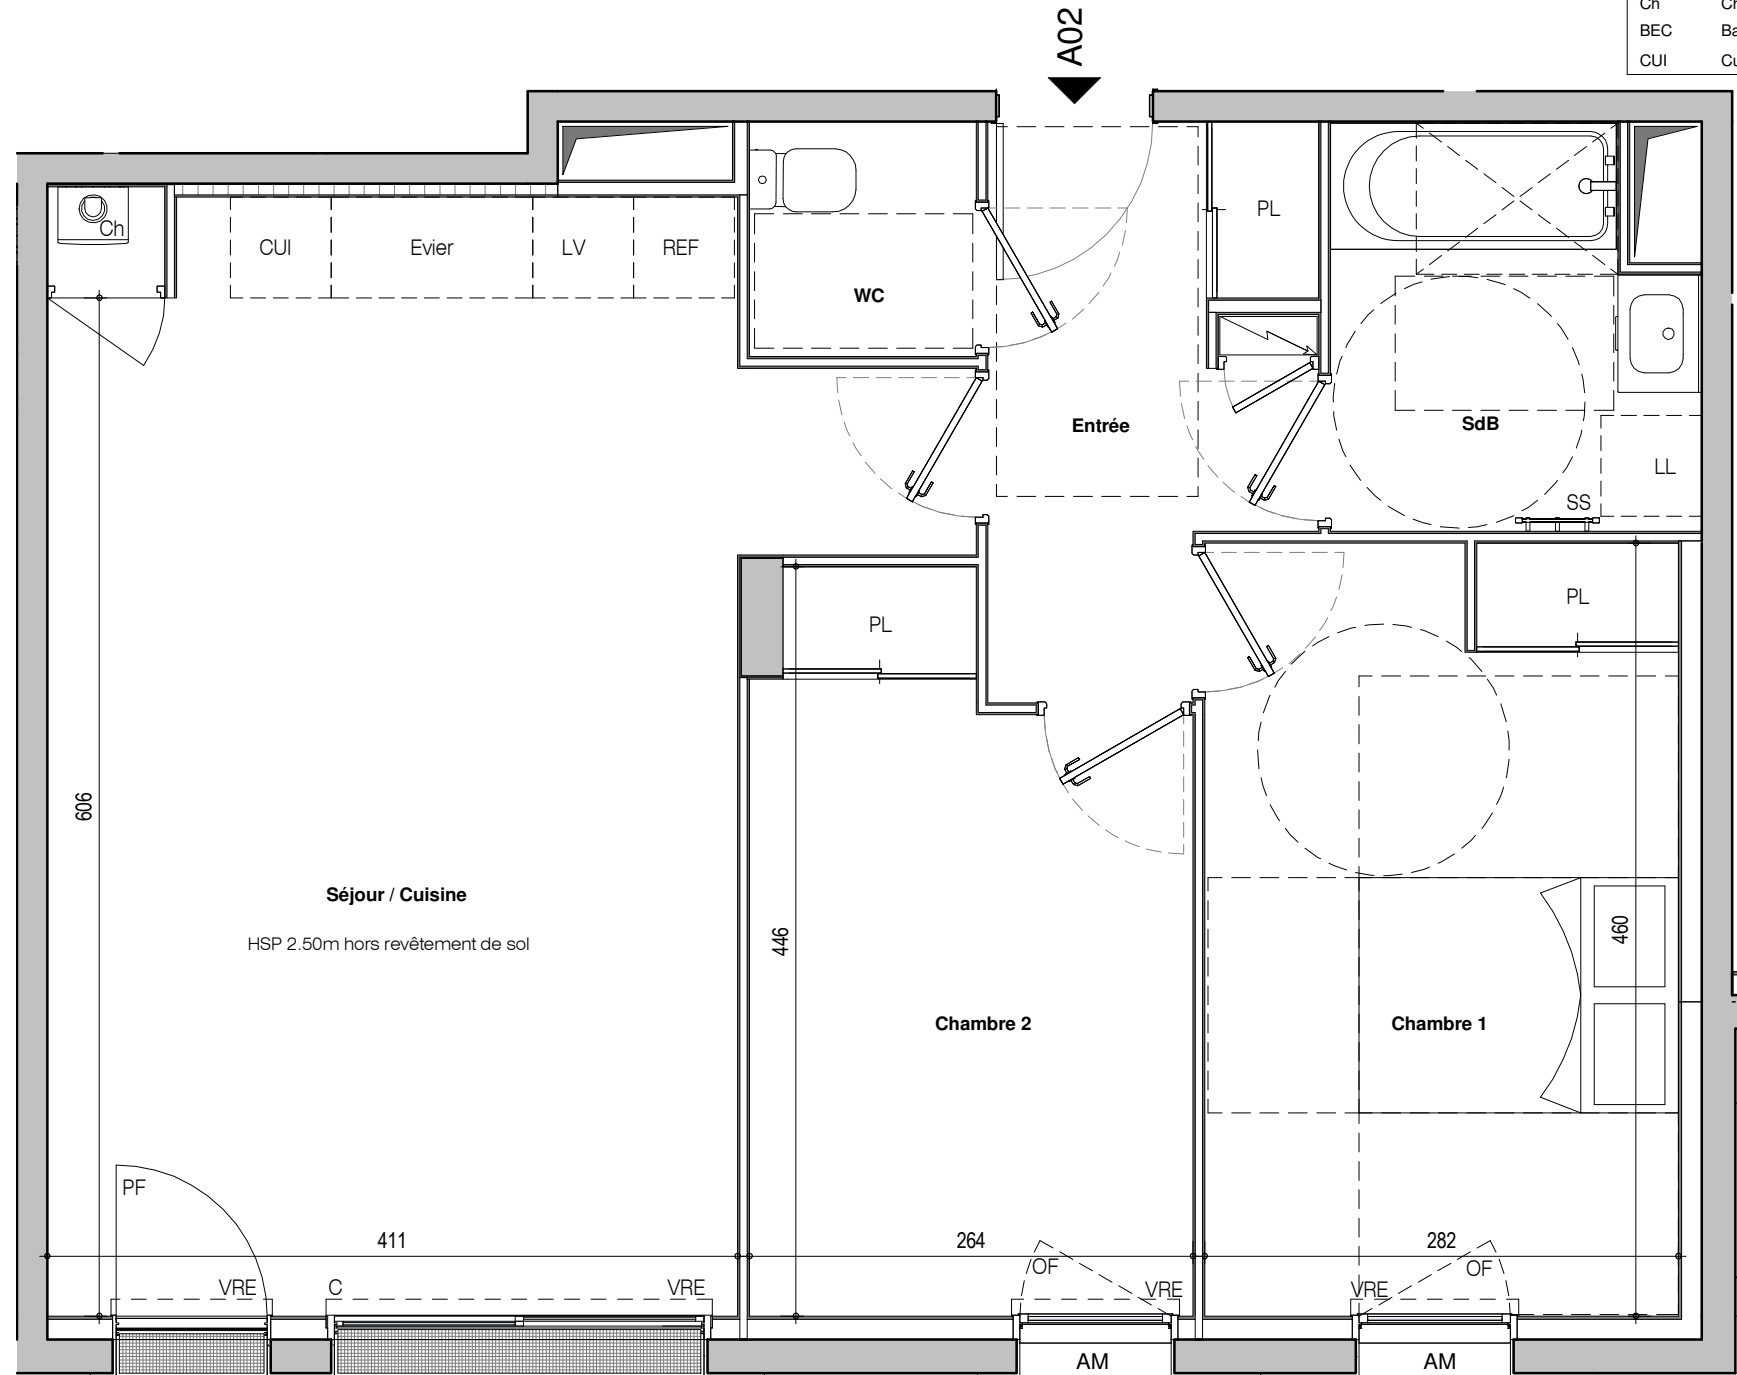 A02
Ch
BEC
CUI
Ch
CUI
Evier
LV
REF
WC
PL
Entrée
SdB
LL
SS
PL
PL
606
Séjour / Cuisine
HSP 2.50m hors revêtement de sol
446
460
Chambre 2
Chambre 1
PF
411
264
282
VRE
C
VRE
OF
VRE
VRE
OF
AM
AM